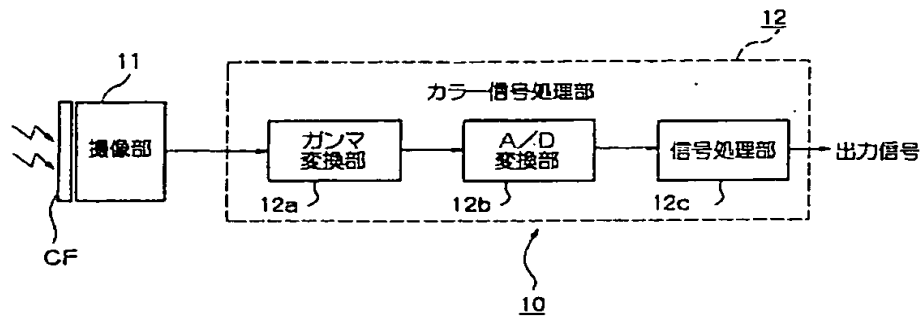 12
11
カラー信号処理部
撮像部
ガンマ
変換部
A/D
変換部
信号処理部
出力信号
12a
12b
12c
CF
10